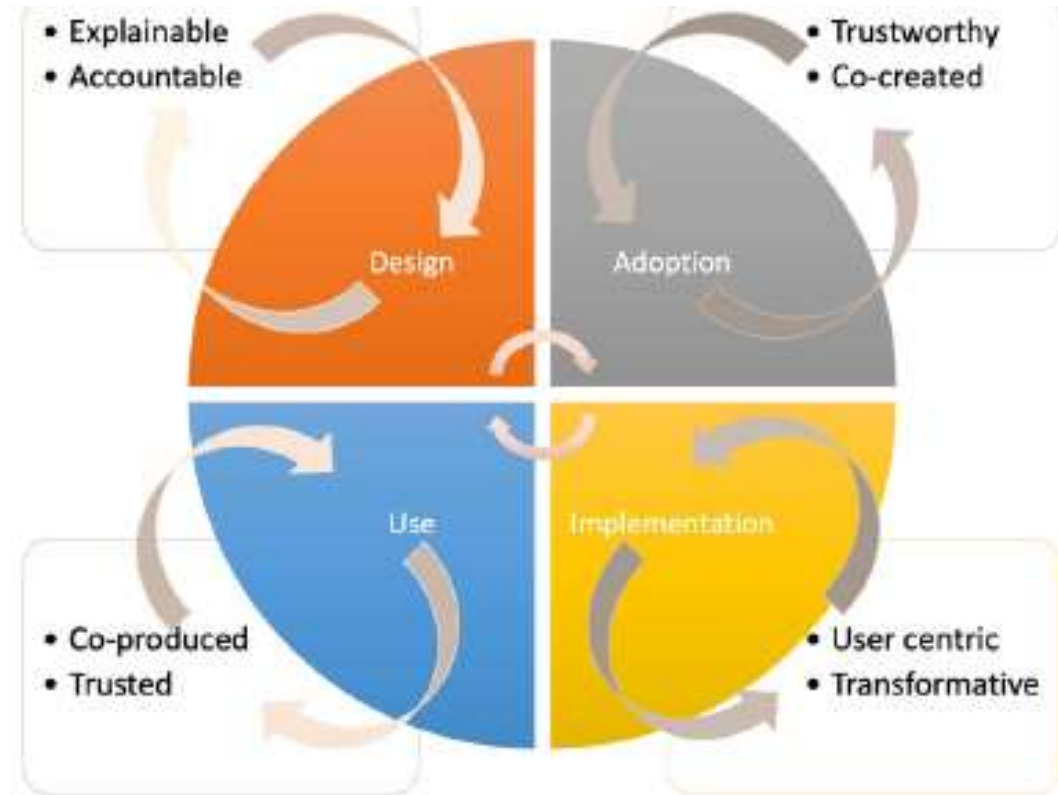 • Explainable
• Accountable
• Trustworthy
• Co-created
Design
Adoption
Use
Implementation
• Co-produced
• Trusted
• User centric
• Transformative